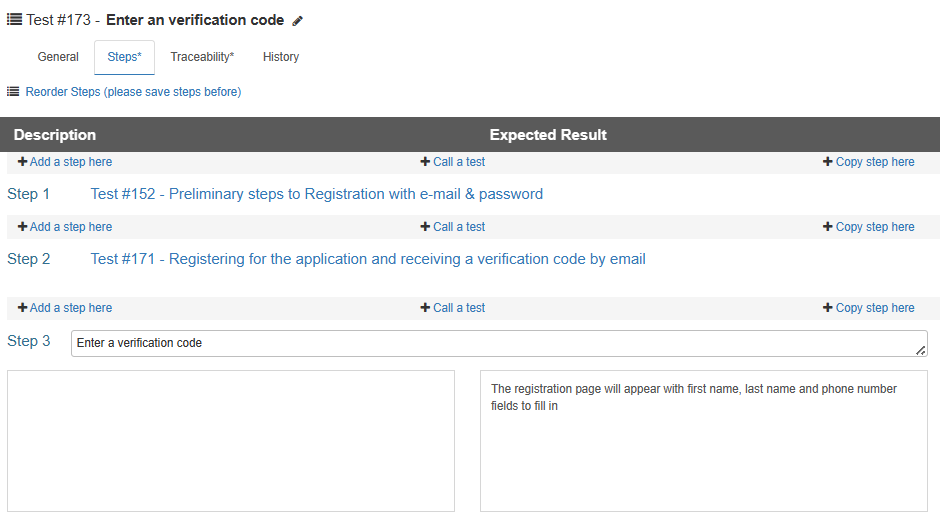 Test #173 - Enter an verification code
General Steps* Traceability* History
Reorder Steps (please save steps before)
Description Expected Result
Add a step here Call a test Copy step here
Step 1 Test #152 - Preliminary steps to Registration with e-mail & password
Add a step here Call a test Copy step here
Step 2 Test #171 - Registering for the application and receiving a verification code by email
Add a step here Call a test Copy step here
Step 3 Enter a verification code
The registration page will appear with first name, last name and phone number
fields to fill in